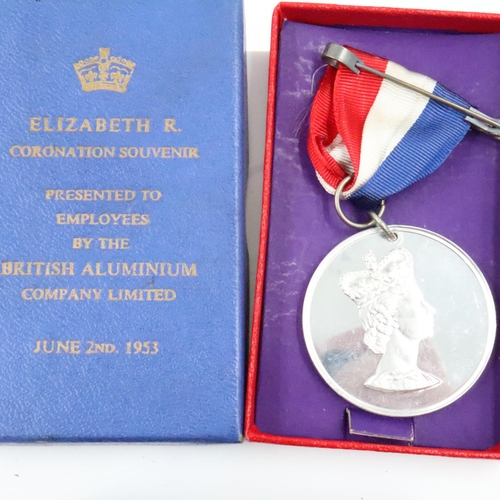 ELIZABETH R.
CORONATION SOUVENIR
PRESENTED TO
EMPLOYEES
BY THE
BRITISH ALUMINIUM
COMPANY LIMITED
JUNE 2ND. 1953